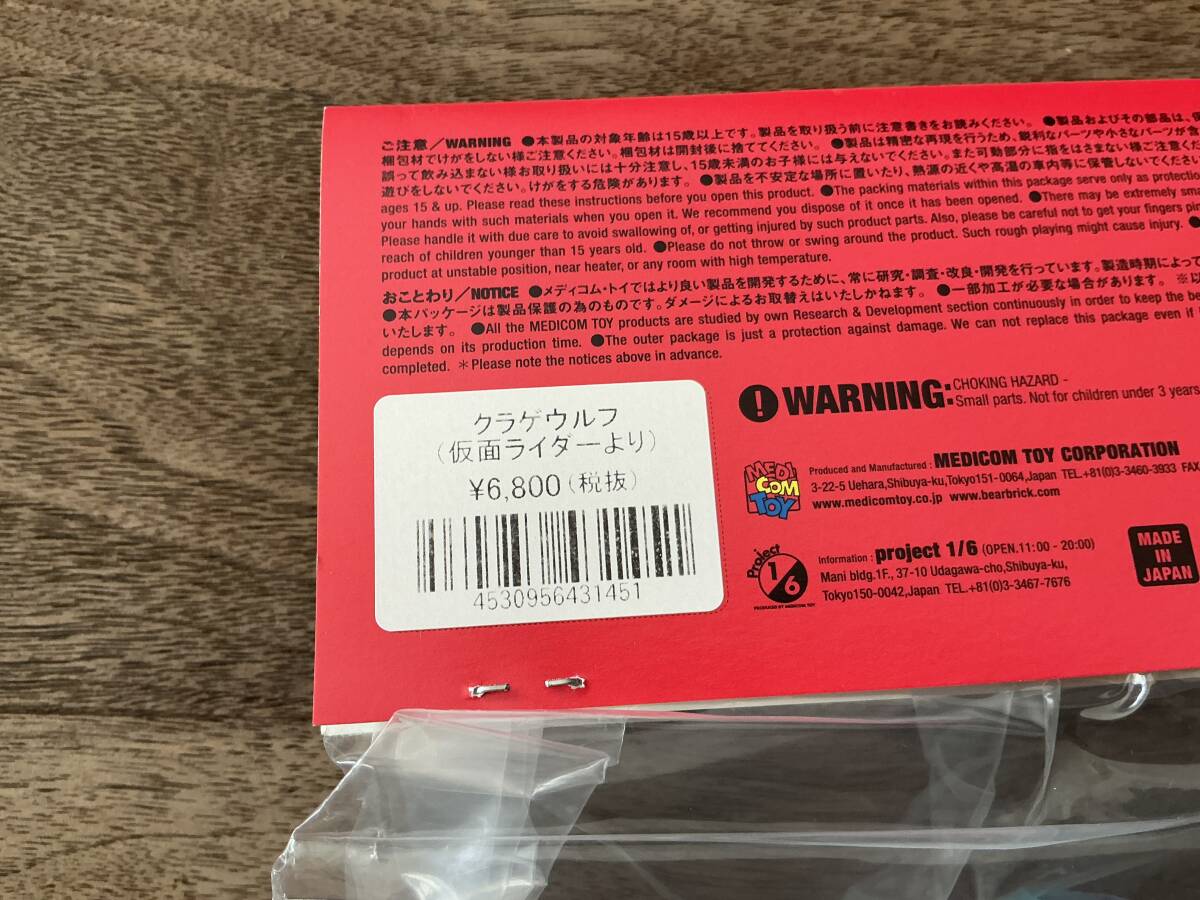 ご注意/WARNING ●本製品の対象年齢は15歳以上です。製品を取り扱う前に注意書きをお読みください。 ●製品およびその部品は、
梱包材でけがをしない様ご注意ください。梱包材は開封後に捨ててください。 ●製品は精密な再現を行うため、鋭利なパーツや小さなパーツが
誤って飲み込まない様お取り扱いには十分注意し、15歳未満のお子様には与えないでください。また可動部分に指をはさまない様ご注意
遊びをしないでください。けがをする危険があります。 ●製品を不安定な場所に置いたり、熱源の近くや高温の車内等に保管しないでください。
ages 15 & up. Please read these instructions before you open this product. ●The packing materials within this package serve only as protection
your hands with such materials when you open it. We recommend you dispose of it once it has been opened. ●There may be extremely
Please handle it with due care to avoid swallowing of, or getting injured by such product parts. Also, please be careful not to get your fingers
reach of children younger than 15 years old. ●Please do not throw or swing around the product. Such rough playing might cause injury. ●
product at unstable position, near heater, or any room with high temperature.
おことわり/NOTICE ●メディコム・トイではより良い製品を開発するために、常に研究・調査・改良・開発を行っています。製造時期によって
●本パッケージは製品保護の為のものです。ダメージによるお取替えはいたしかねます。 ●一部加工が必要な場合があります。 ※以
いたします。 ●All the MEDICOM TOY products are studied by own Research & Development section continuously in order to keep the
depends on its production time. ●The outer package is just a protection against damage. We can not replace this package even if
completed. *Please note the notices above in advance.
クラゲウルフ
(仮面ライダーより)
¥6,800(税抜)
4530956431451
! WARNING: CHOKING HAZARD -
Small parts. Not for children under 3 years
MEDICOM TOY
Produced and Manufactured : MEDICOM TOY CORPORATION
3-22-5 Uehara,Shibuya-ku,Tokyo151-0064,Japan TEL.+81(0)3-3460-3933 FAX
www.medicomtoy.co.jp www.bearbrick.com
Project 1/6
PRODUCED BY MEDICOM TOY
Information : project 1/6 (OPEN.11:00 - 20:00)
Mani bldg.1F., 37-10 Udagawa-cho,Shibuya-ku,
Tokyo150-0042,Japan TEL.+81(0)3-3467-7676
MADE
IN
JAPAN